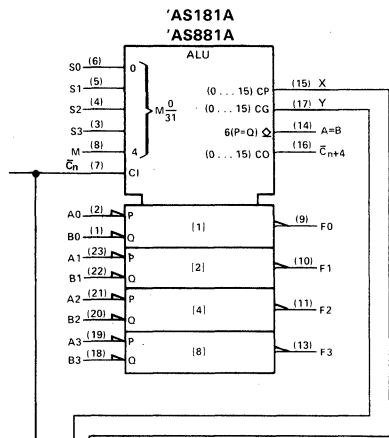 'AS181A
'AS881A
ALU
S0 (6) 0
S1 (5)
S2 (4)
S3 (3)
M (8) 4
M 0/31
C̅n (7) CI
(0 ... 15) CP (15) X
(0 ... 15) CG (17) Y
6(P=Q) (14) A=B
(0 ... 15) CO (16) C̅n+4
A0 (2) P
B0 (1) Q
[1] (9) F0
A1 (23) P
B1 (22) Q
[2] (10) F1
A2 (21) P
B2 (20) Q
[4] (11) F2
A3 (19) P
B3 (18) Q
[8] (13) F3